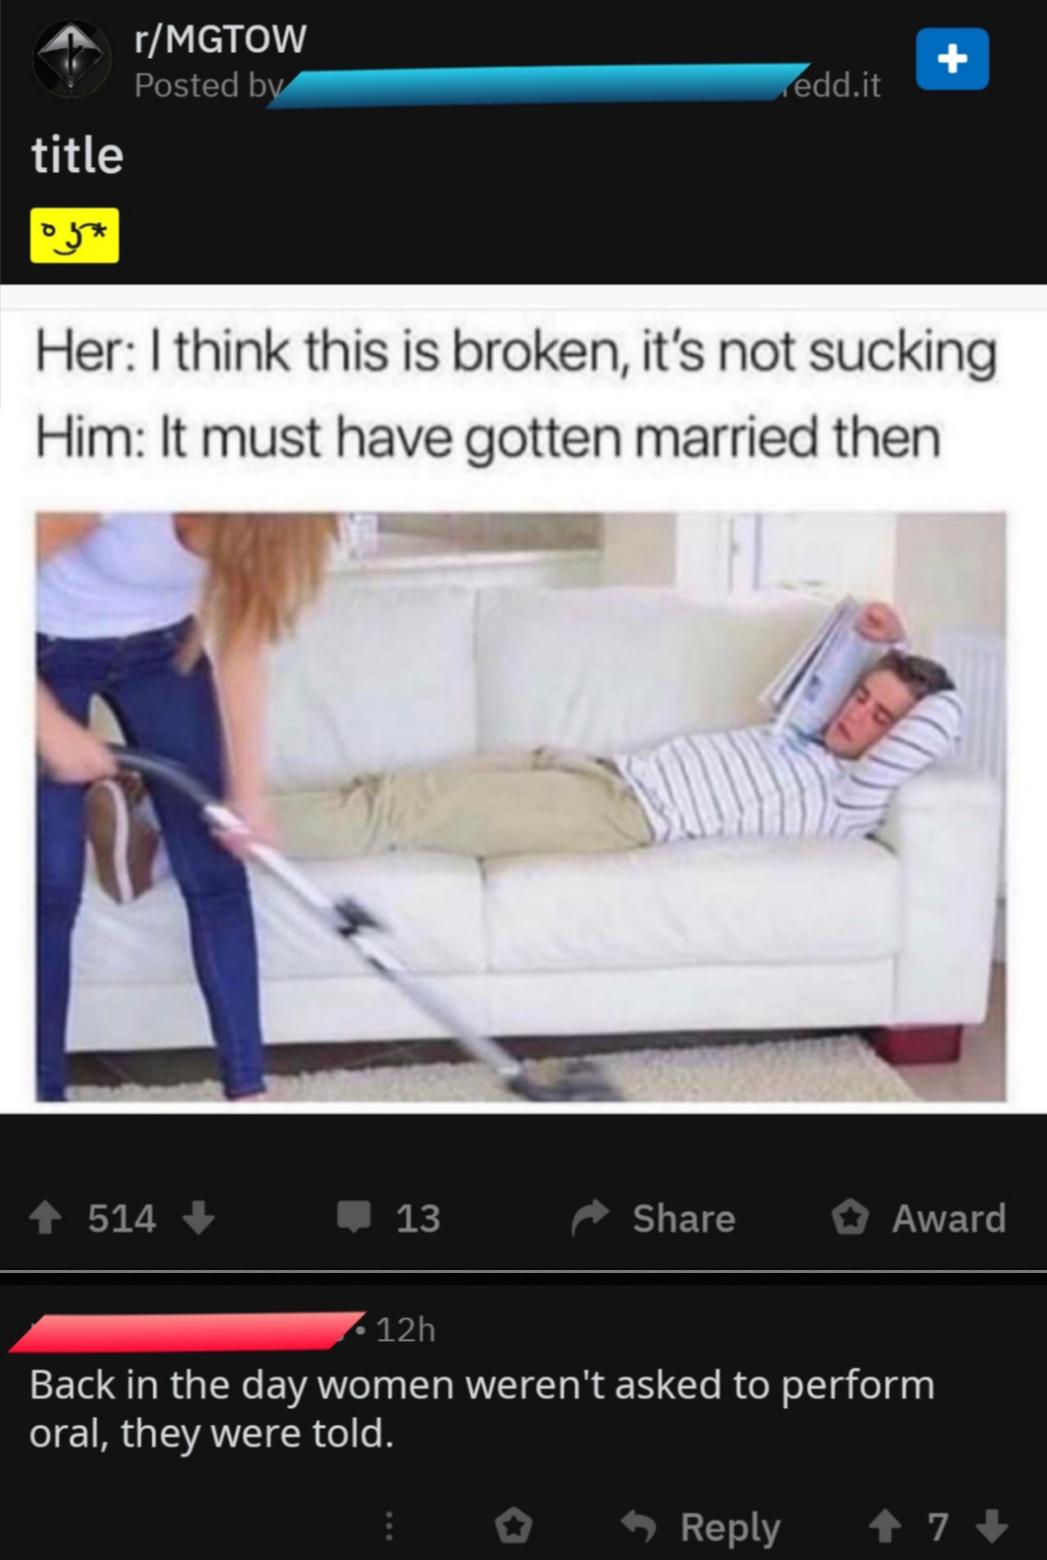 r/MGTOW
Posted by edd.it
title
Her: I think this is broken, it's not sucking
Him: It must have gotten married then
514 13 Share Award
• 12h
Back in the day women weren't asked to perform
oral, they were told.
Reply 7